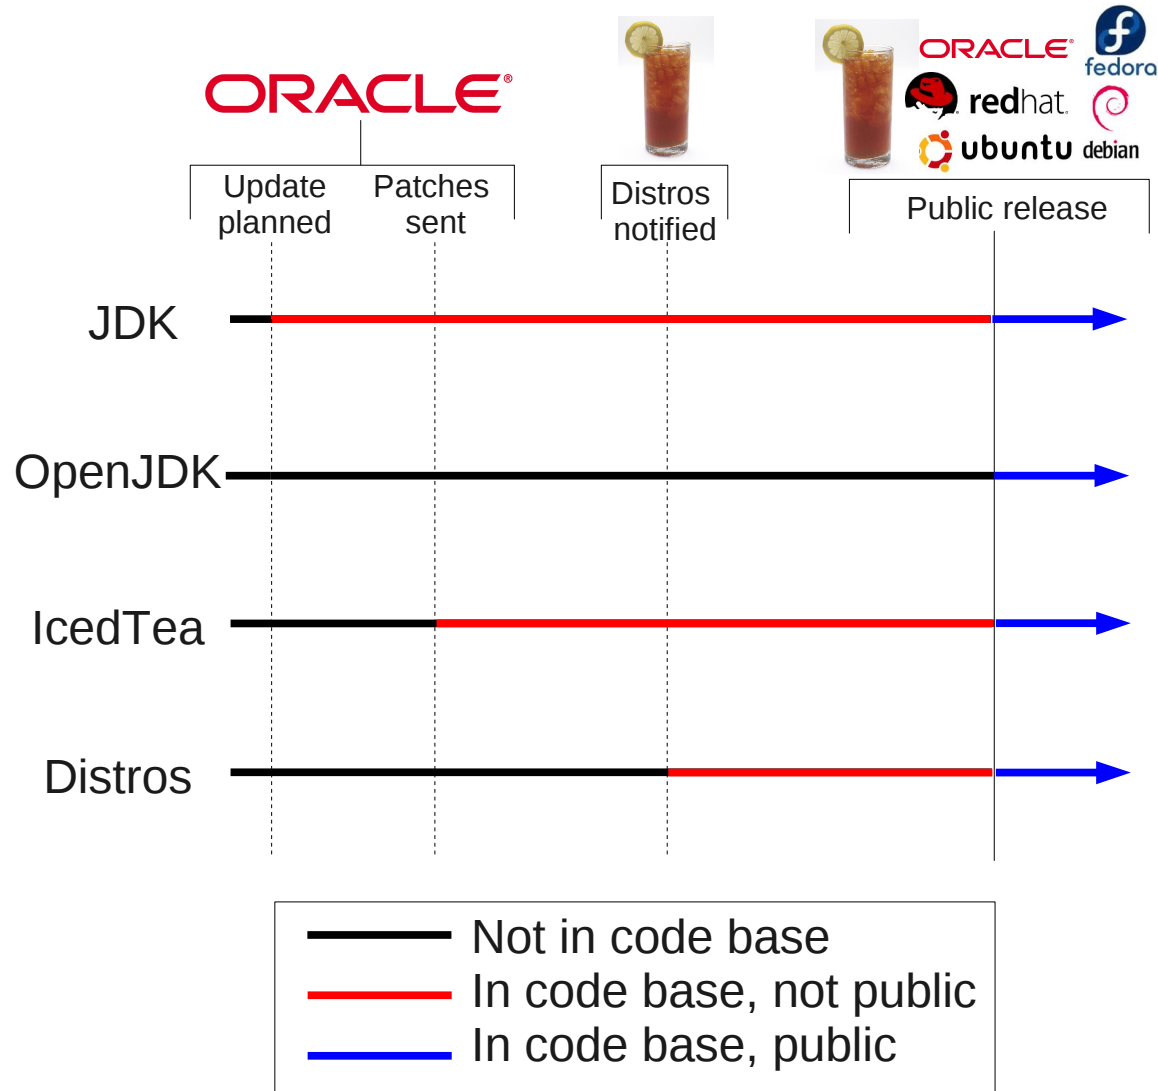 ORACLE®
ORACLE®
fedora
redhat.
ubuntu
debian
Update
planned
Patches
sent
Distros
notified
Public release
JDK
OpenJDK
IcedTea
Distros
Not in code base
In code base, not public
In code base, public